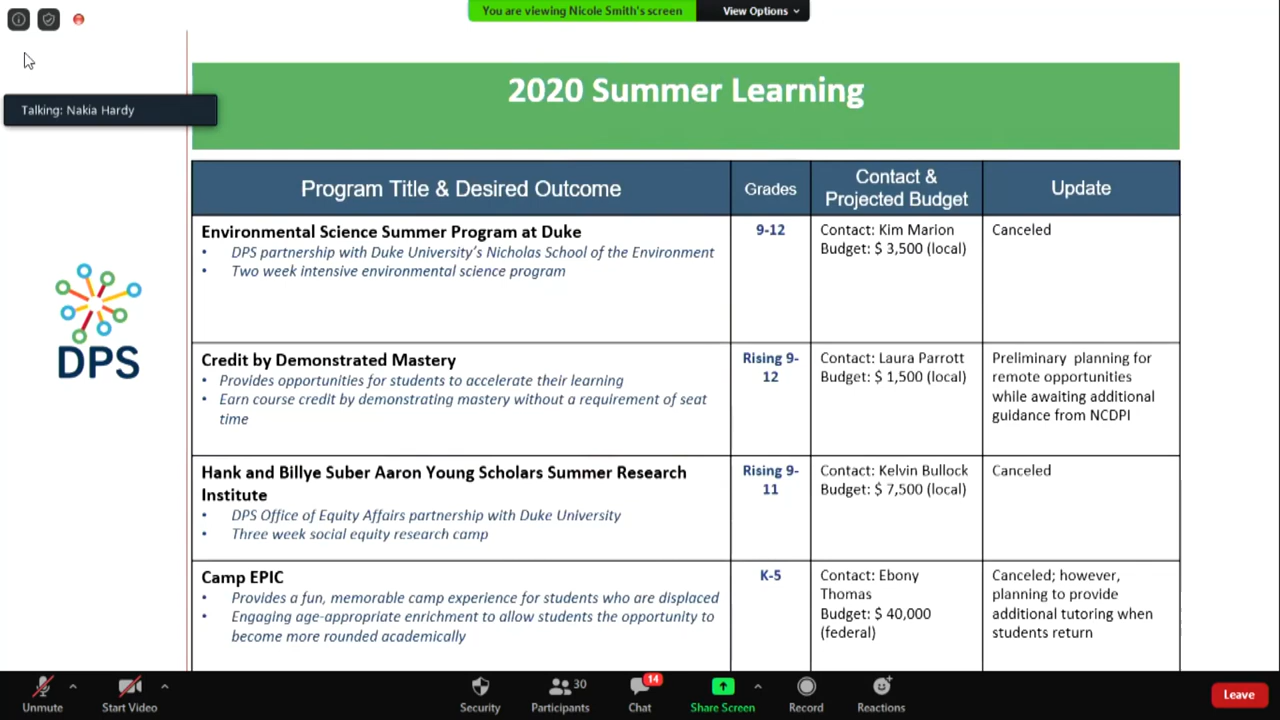 You are viewing Nicole Smith's screen
View Options
Talking: Nakia Hardy
2020 Summer Learning
DPS
Program Title & Desired Outcome
Grades
Contact &
Projected Budget
Update
Environmental Science Summer Program at Duke
• DPS partnership with Duke University's Nicholas School of the Environment
• Two week intensive environmental science program
9-12
Contact: Kim Marion
Budget: $ 3,500 (local)
Canceled
Credit by Demonstrated Mastery
• Provides opportunities for students to accelerate their learning
• Earn course credit by demonstrating mastery without a requirement of seat
time
Rising 9-
12
Contact: Laura Parrott
Budget: $ 1,500 (local)
Preliminary planning for
remote opportunities
while awaiting additional
guidance from NCDPI
Hank and Billye Suber Aaron Young Scholars Summer Research
Institute
• DPS Office of Equity Affairs partnership with Duke University
• Three week social equity research camp
Rising 9-
11
Contact: Kelvin Bullock
Budget: $ 7,500 (local)
Canceled
Camp EPIC
• Provides a fun, memorable camp experience for students who are displaced
• Engaging age-appropriate enrichment to allow students the opportunity to
become more rounded academically
K-5
Contact: Ebony
Thomas
Budget: $ 40,000
(federal)
Canceled; however,
planning to provide
additional tutoring when
students return
Unmute
Start Video
Security
30
Participants
14
Chat
Share Screen
Record
Reactions
Leave